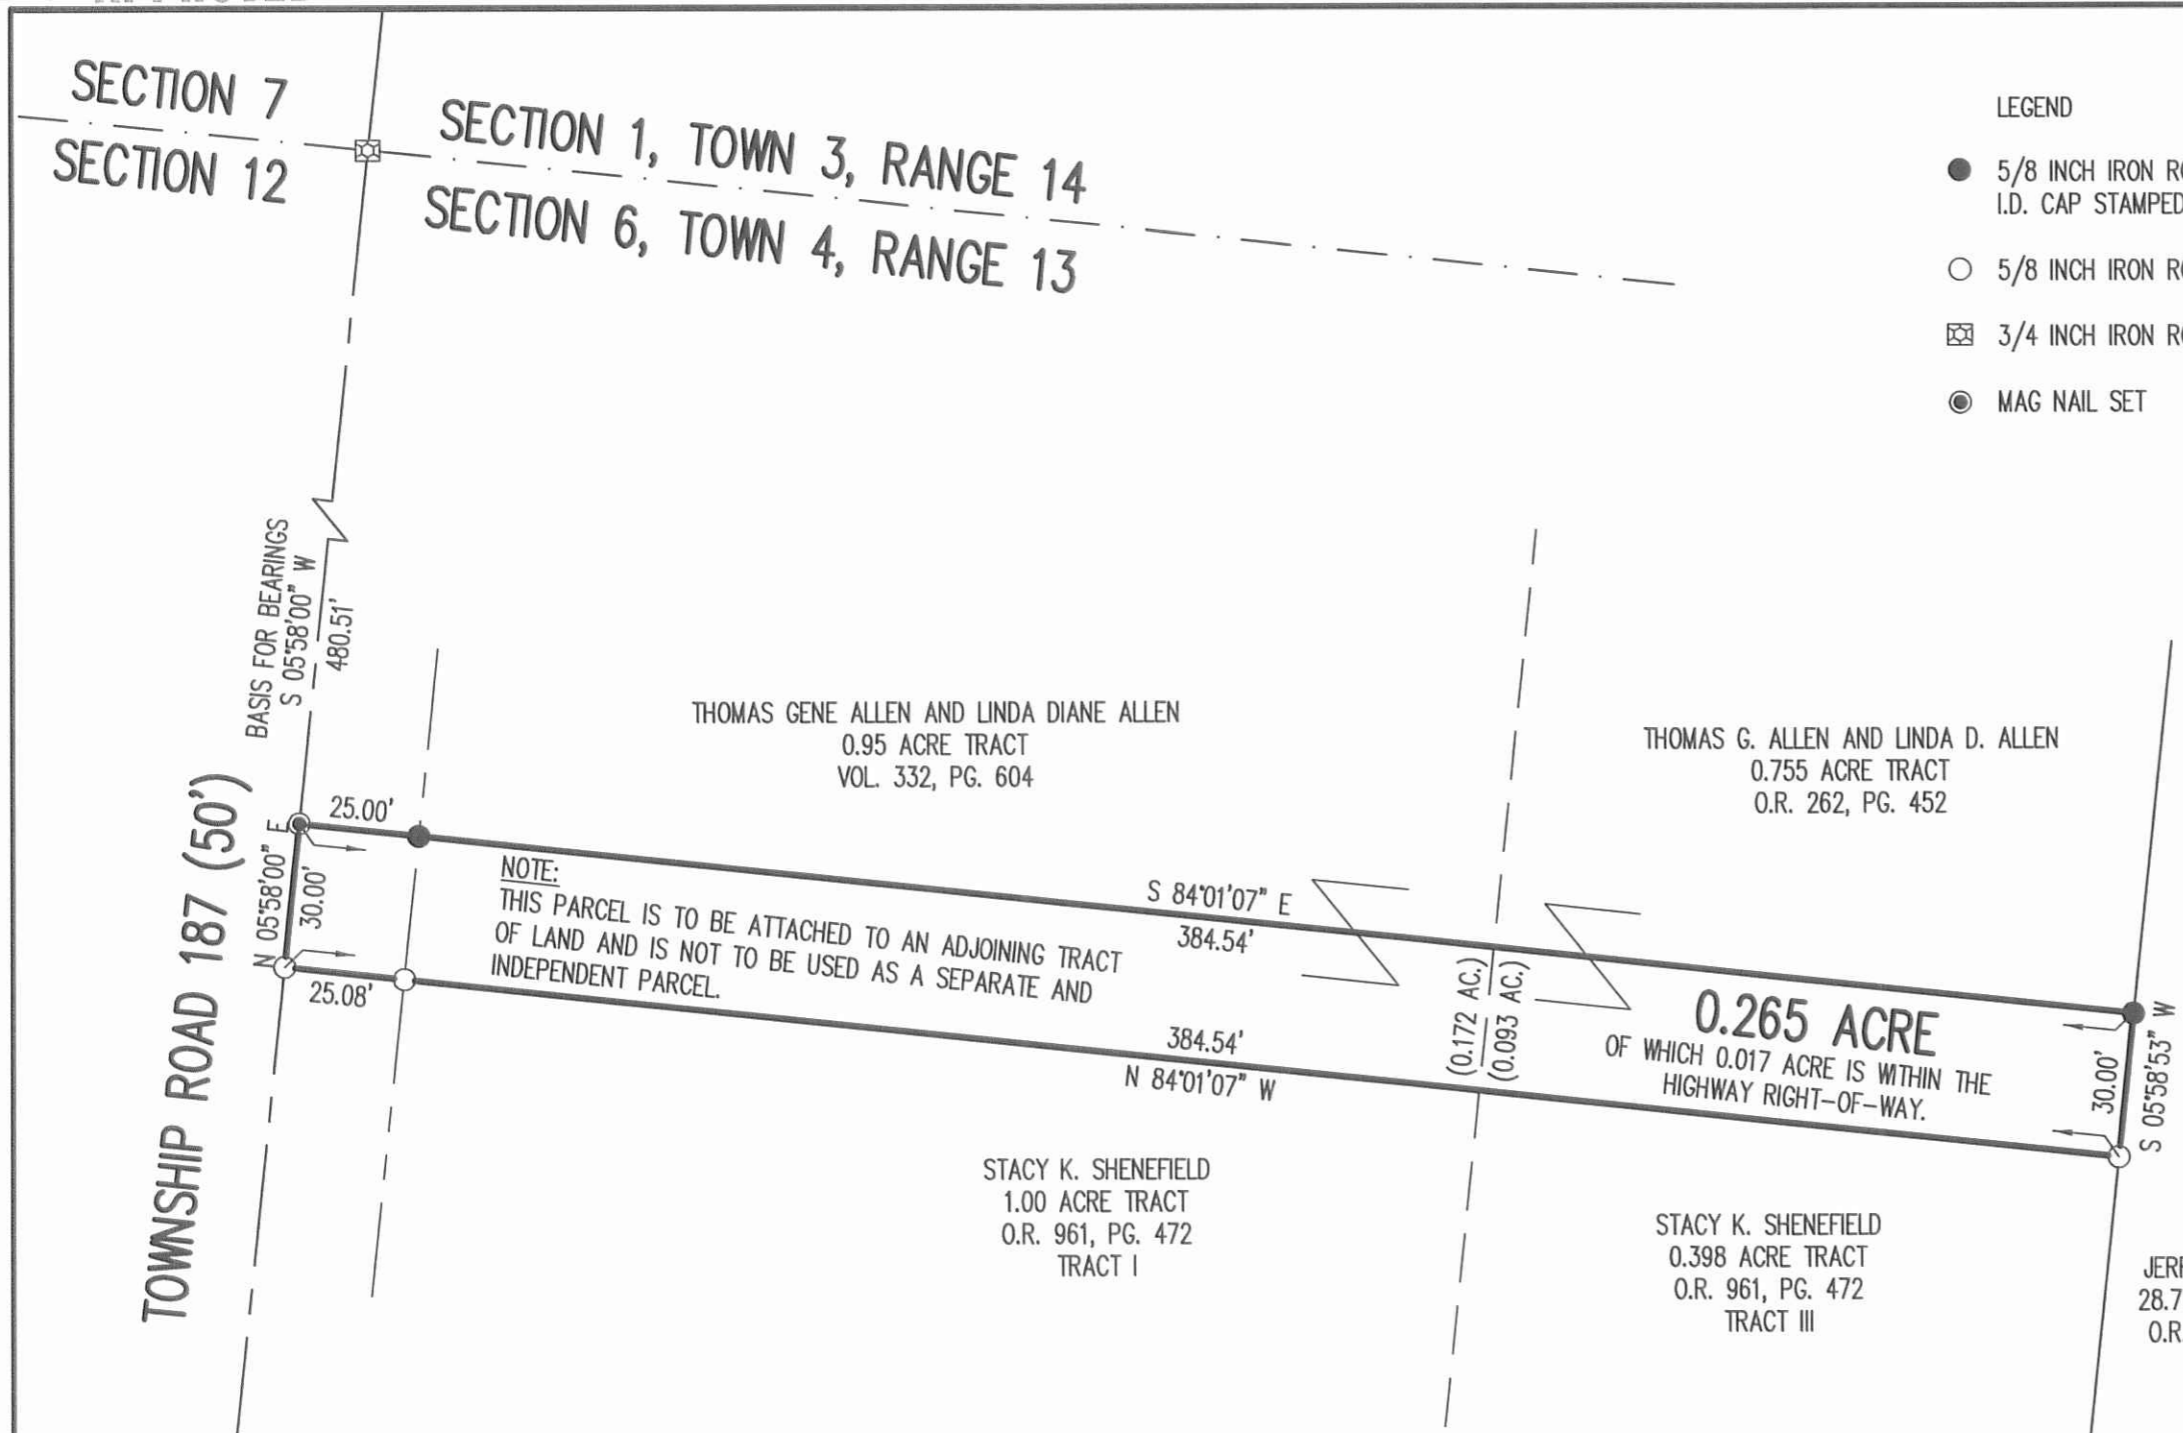 SECTION 7
SECTION 12
SECTION 1, TOWN 3, RANGE 14
SECTION 6, TOWN 4, RANGE 13
LEGEND
5/8 INCH IRON
I.D. CAP STAMPED
5/8 INCH IRON
3/4 INCH IRON
MAG NAIL SET
BASIS FOR BEARINGS
S 05°58'00" W
480.51'
THOMAS GENE ALLEN AND LINDA DIANE ALLEN
0.95 ACRE TRACT
VOL. 332, PG. 604
THOMAS G. ALLEN AND LINDA D. ALLEN
0.755 ACRE TRACT
O.R. 262, PG. 452
TOWNSHIP ROAD 187 (50')
25.00'
N 05°58'00" E
30.00'
25.08'
NOTE:
THIS PARCEL IS TO BE ATTACHED TO AN ADJOINING TRACT
OF LAND AND IS NOT TO BE USED AS A SEPARATE AND
INDEPENDENT PARCEL.
S 84°01'07" E
384.54'
384.54'
N 84°01'07" W
(0.172 AC.)
(0.093 AC.)
0.265 ACRE
OF WHICH 0.017 ACRE IS WITHIN THE
HIGHWAY RIGHT-OF-WAY.
30.00'
S 05°58'53" W
STACY K. SHENEFIELD
1.00 ACRE TRACT
O.R. 961, PG. 472
TRACT I
STACY K. SHENEFIELD
0.398 ACRE TRACT
O.R. 961, PG. 472
TRACT III
28.7
O.R